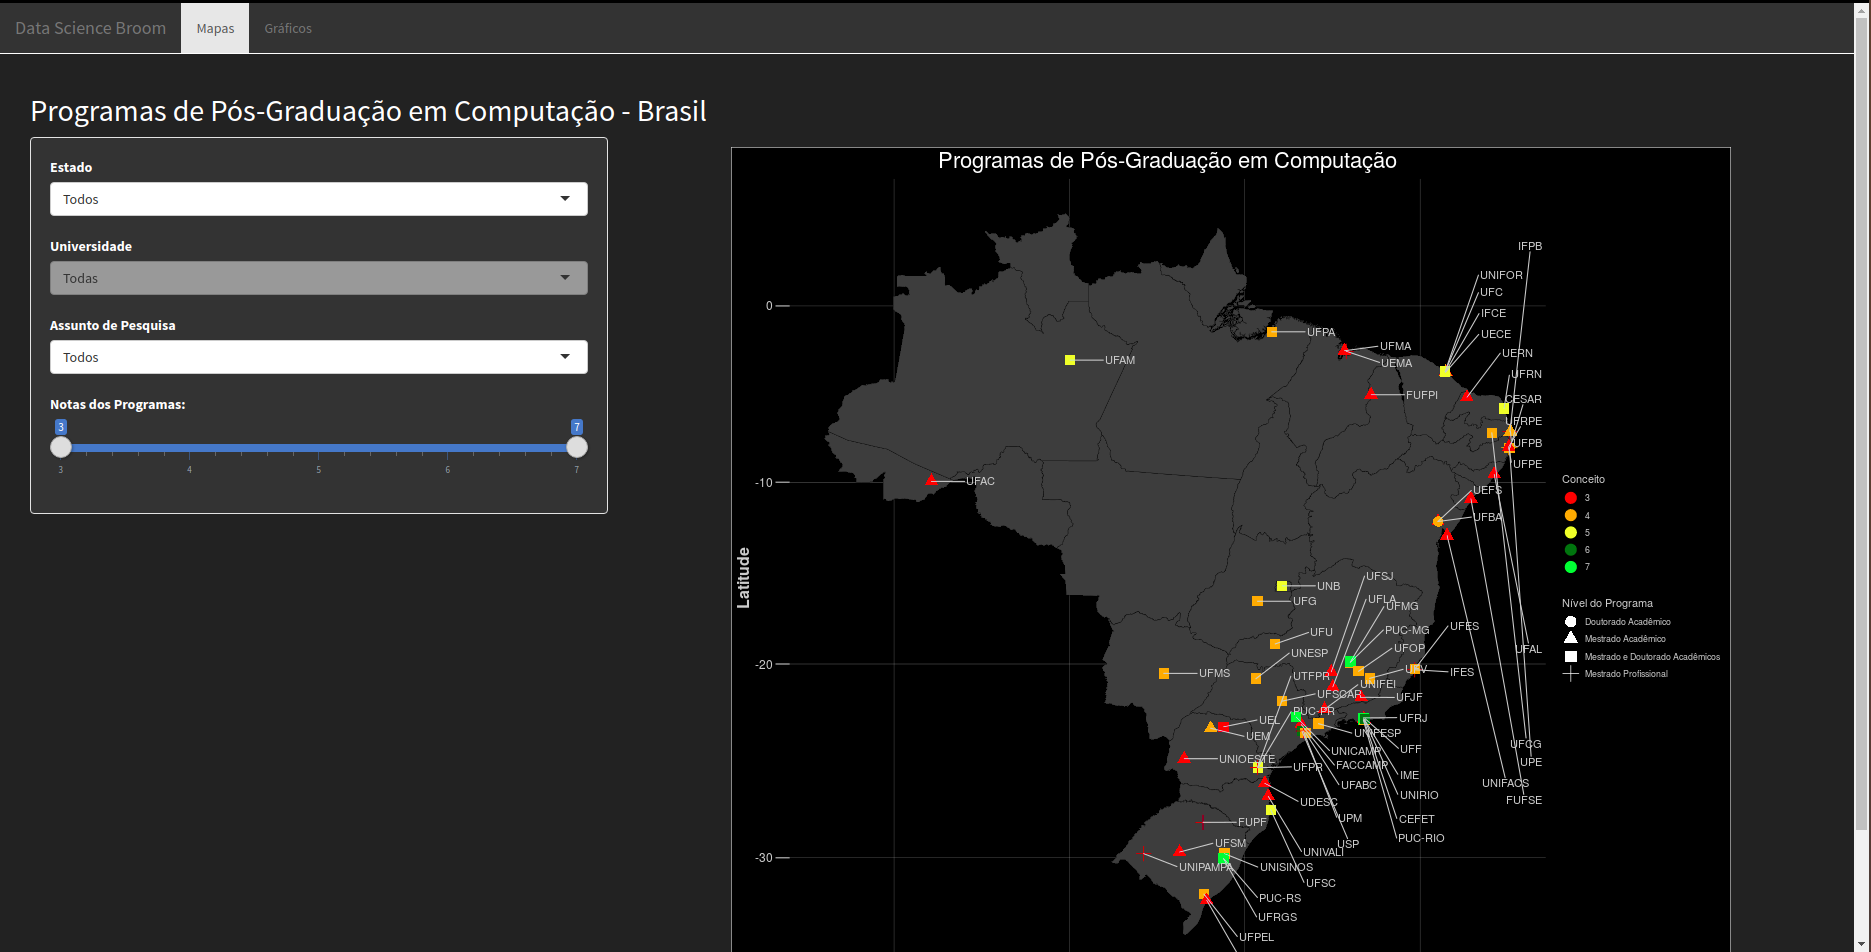 Data Science Broom
Mapas
Gráficos
Programas de Pós-Graduação em Computação - Brasil
Estado
Todos
Universidade
Todas
Assunto de Pesquisa
Todos
Notas dos Programas:
3
7
3
4
5
6
7
Programas de Pós-Graduação em Computação
Latitude
0
-10
-20
-30
IFPB
UNIFOR
UFC
IFCE
UECE
UERN
UFRN
CESAR
UFRPE
UFPB
UFPE
UFPA
UFMA
UEMA
FUFPI
UFAM
UFAC
UEFS
UFBA
UNB
UFG
UFSJ
UFLA
UFMG
UFU
PUC-MG
UFES
UNESP
UFOP
UFAL
UFMS
UTFPR
IFES
UNIFEI
UFSCAR
UFJF
PUC-PR
UEL
UFRJ
UEM
UNIFESP
UFCG
UNICAMP
UFF
UNIOESTE
UPE
UFPR
FACCAMP
IME
UFABC
UNIFACS
UDESC
UNIRIO
FUFSE
UPM
CEFET
FUPF
PUC-RIO
UFSM
USP
UNIVALI
UNIPAMPA
UNISINOS
UFSC
PUC-RS
UFRGS
UFPEL
Conceito
3
4
5
6
7
Nível do Programa
Doutorado Acadêmico
Mestrado Acadêmico
Mestrado e Doutorado Acadêmicos
Mestrado Profissional